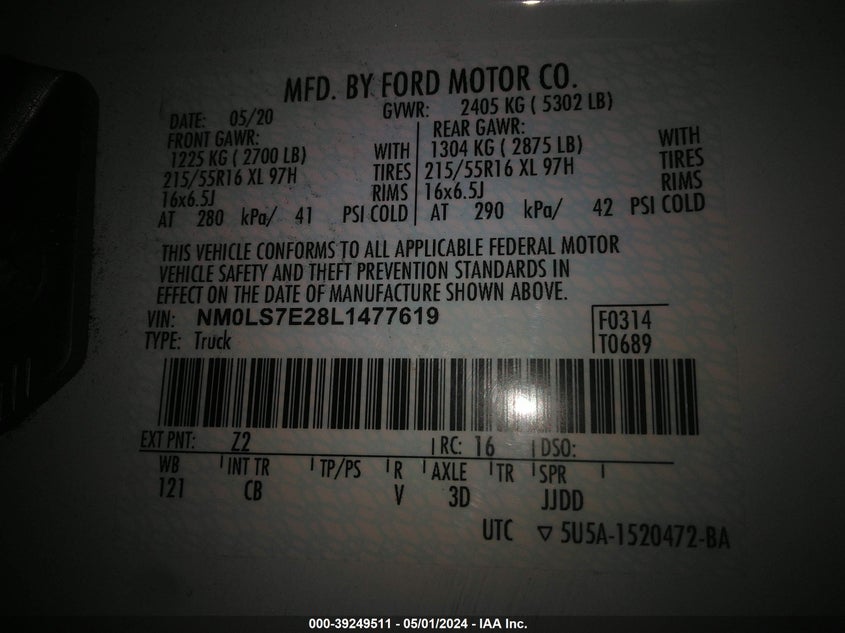 MFD. BY FORD MOTOR CO.
DATE: 05/20 GVWR: 2405 KG ( 5302 LB)
FRONT GAWR: REAR GAWR:
1225 KG ( 2700 LB) WITH 1304 KG ( 2875 LB) WITH
215/55R16 XL 97H TIRES 215/55R16 XL 97H TIRES
16x6.5J RIMS 16x6.5J RIMS
AT 280 kPa/ 41 PSI COLD AT 290 kPa/ 42 PSI COLD
THIS VEHICLE CONFORMS TO ALL APPLICABLE FEDERAL MOTOR
VEHICLE SAFETY AND THEFT PREVENTION STANDARDS IN
EFFECT ON THE DATE OF MANUFACTURE SHOWN ABOVE.
VIN: NM0LS7E28L1477619 F0314
TYPE: Truck T0689
EXT PNT: Z2 RC: 16 DSO:
WB INT TR TP/PS R AXLE TR SPR
121 CB V 3D JJDD
UTC ▽ 5U5A-1520472-BA
000-39249511 - 05/01/2024 - IAA Inc.